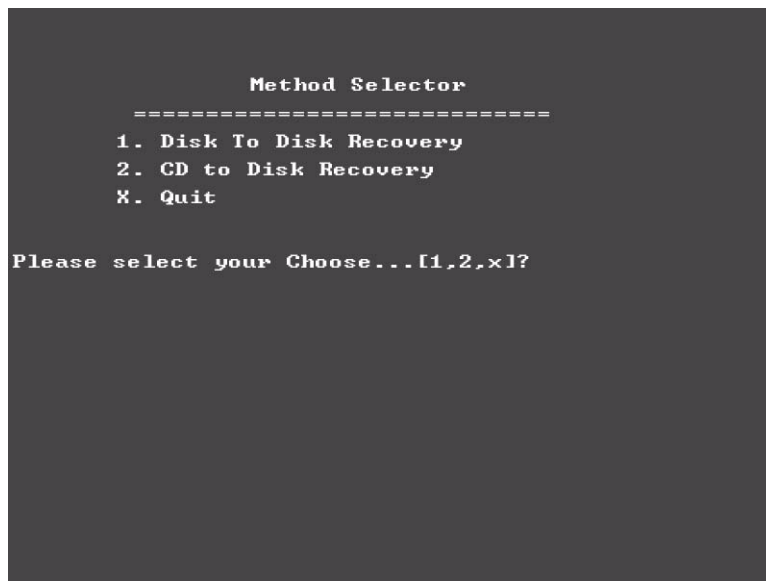 Method Selector
=============================
1. Disk To Disk Recovery
2. CD to Disk Recovery
X. Quit
Please select your Choose...[1,2,x]?